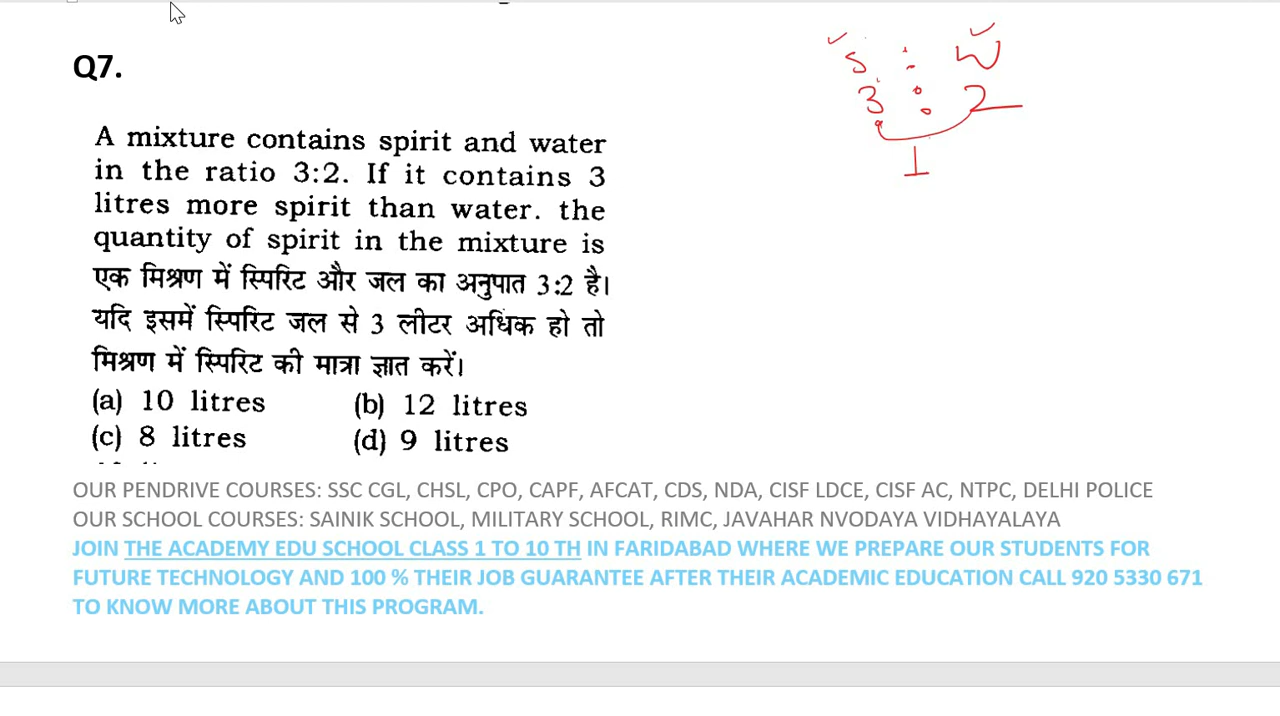 Q7.
S : W
3 : 2
1
A mixture contains spirit and water
in the ratio 3:2. If it contains 3
litres more spirit than water. the
quantity of spirit in the mixture is
एक मिश्रण में स्पिरिट और जल का अनुपात 3:2 है।
यदि इसमें स्पिरिट जल से 3 लीटर अधिक हो तो
मिश्रण में स्पिरिट की मात्रा ज्ञात करें।
(a) 10 litres (b) 12 litres
(c) 8 litres (d) 9 litres
OUR PENDRIVE COURSES: SSC CGL, CHSL, CPO, CAPF, AFCAT, CDS, NDA, CISF LDCE, CISF AC, NTPC, DELHI POLICE
OUR SCHOOL COURSES: SAINIK SCHOOL, MILITARY SCHOOL, RIMC, JAVAHAR NVODAYA VIDHAYALAYA
JOIN THE ACADEMY EDU SCHOOL CLASS 1 TO 10 TH IN FARIDABAD WHERE WE PREPARE OUR STUDENTS FOR
FUTURE TECHNOLOGY AND 100 % THEIR JOB GUARANTEE AFTER THEIR ACADEMIC EDUCATION CALL 920 5330 671
TO KNOW MORE ABOUT THIS PROGRAM.